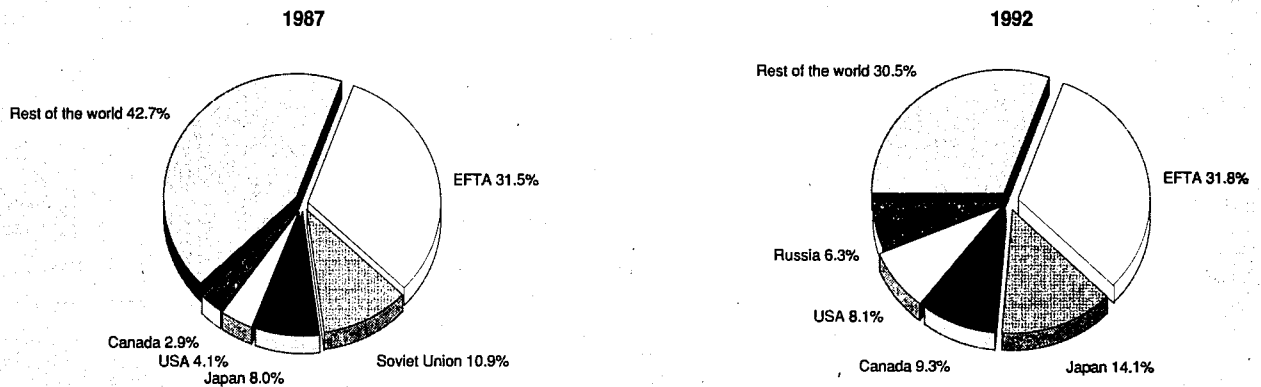 1987
Rest of the world 42.7%
EFTA 31.5%
Canada 2.9%
USA 4.1%
Japan 8.0%
Soviet Union 10.9%
1992
Rest of the world 30.5%
EFTA 31.8%
Russia 6.3%
USA 8.1%
Canada 9.3%
Japan 14.1%